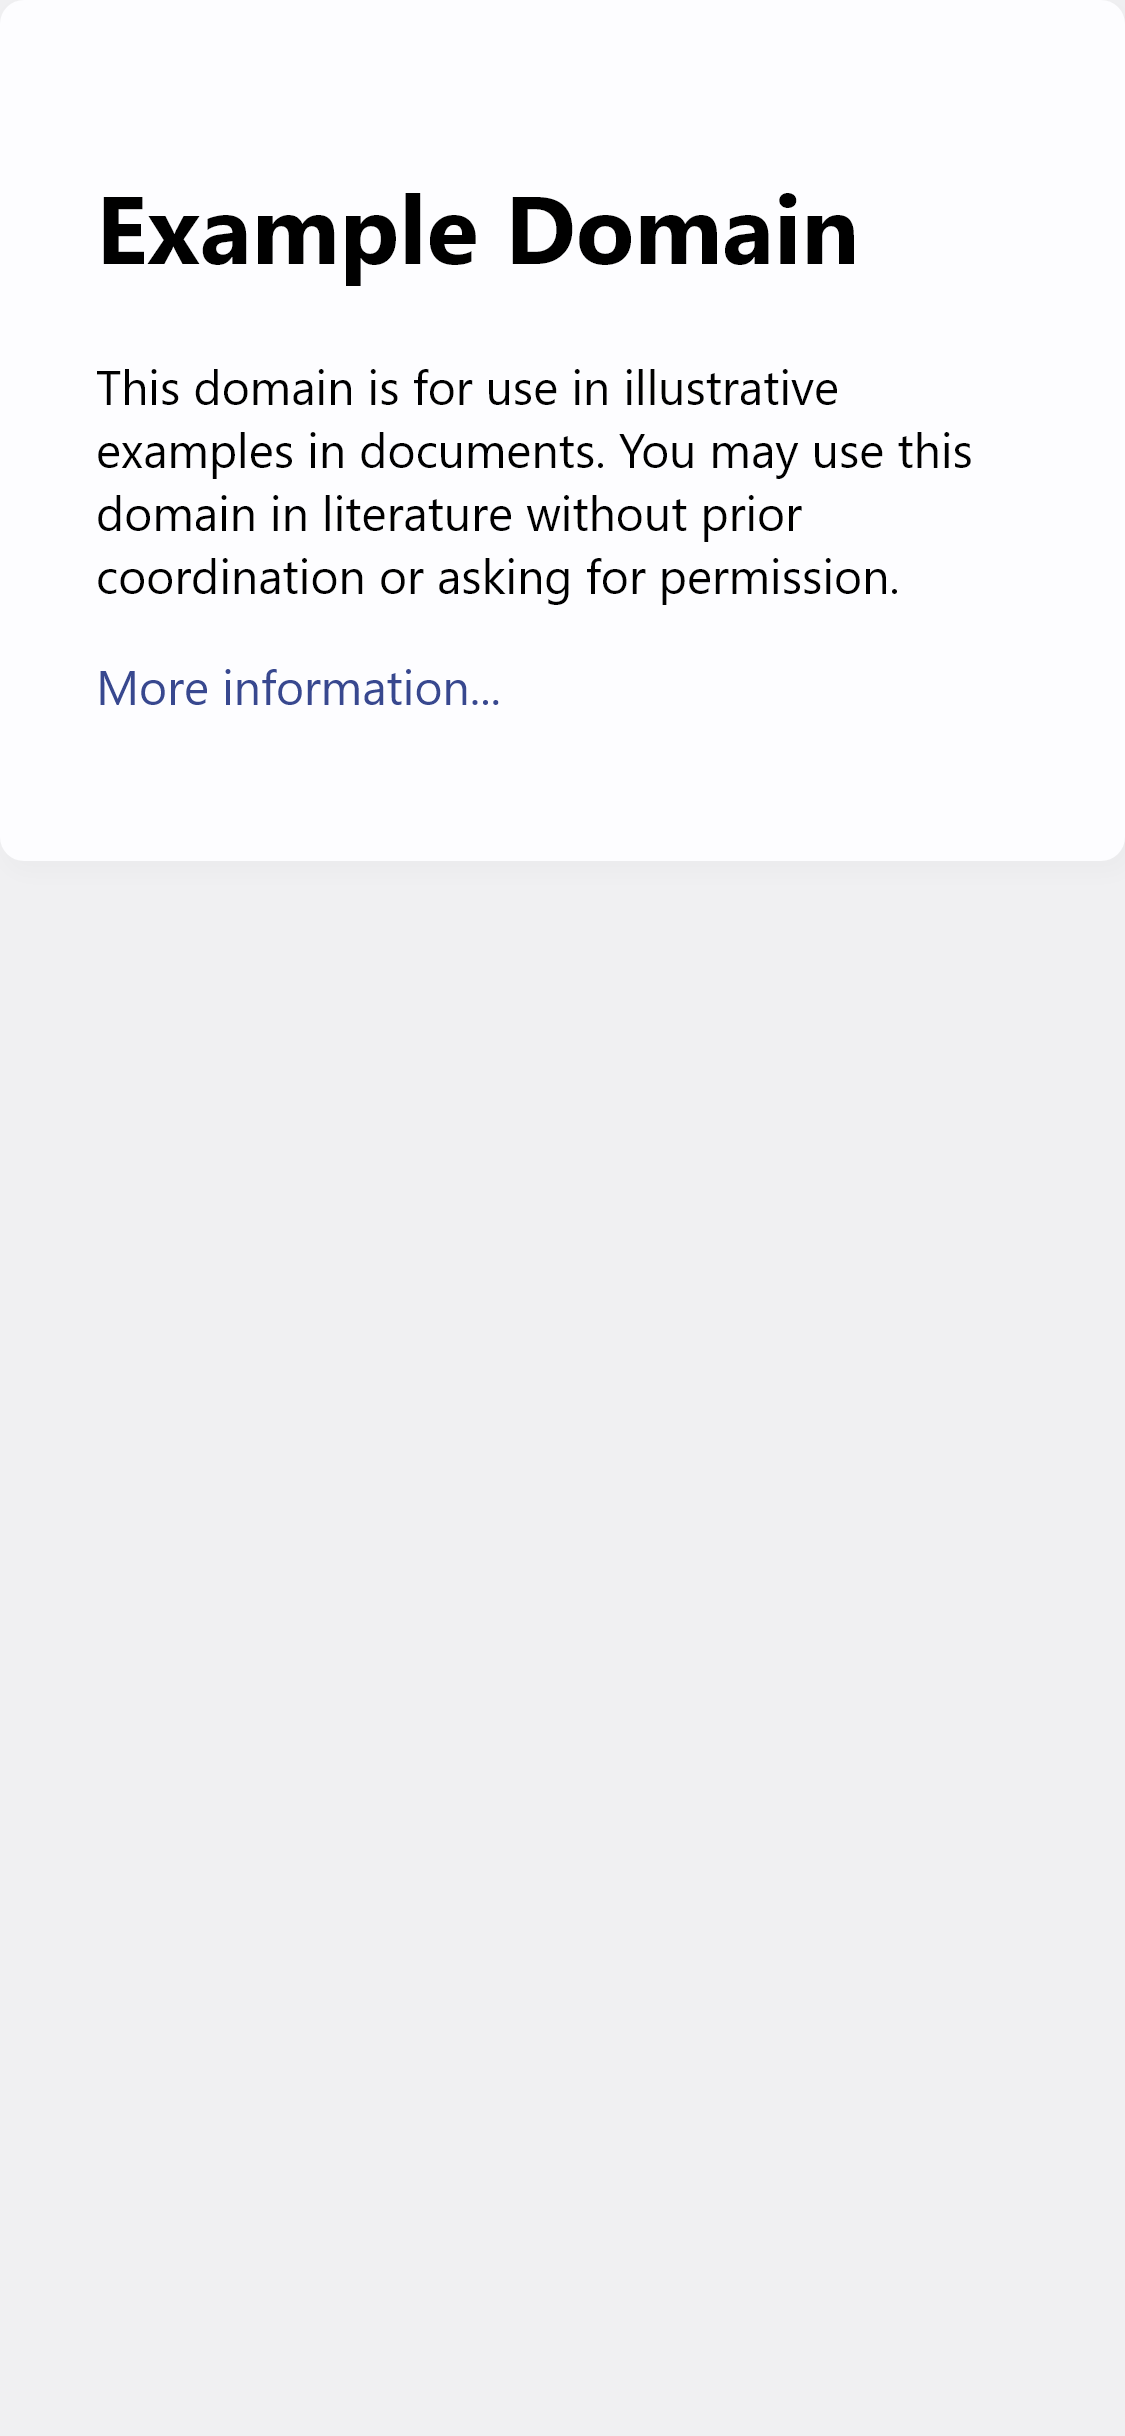 Example Domain
This domain is for use in illustrative
examples in documents. You may use this
domain in literature without prior
coordination or asking for permission.
More information...